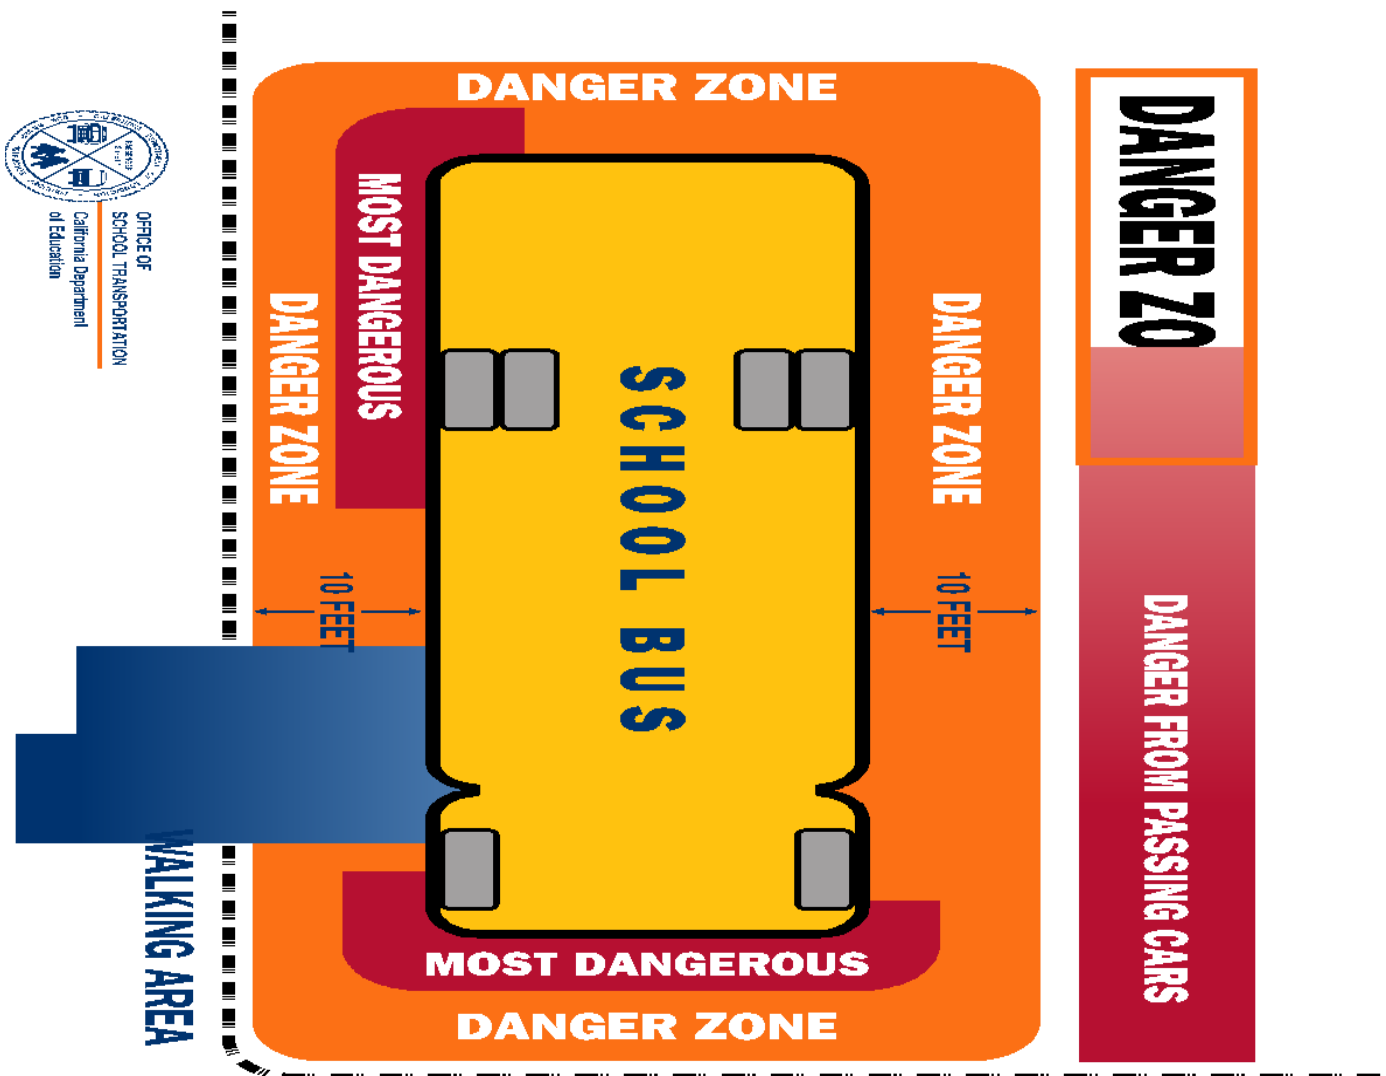 DANGER ZONE
DANGER ZO
MOST DANGEROUS
DANGER ZONE
DANGER ZONE
SCHOOL BUS
10 FEET
10 FEET
DANGER FROM PASSING CARS
WALKING AREA
MOST DANGEROUS
DANGER ZONE
OFFICE OF
SCHOOL TRANSPORTATION
California Department
of Education